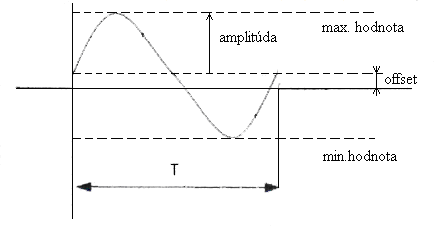 max. hodnota
amplitúda
offset
min.hodnota
T